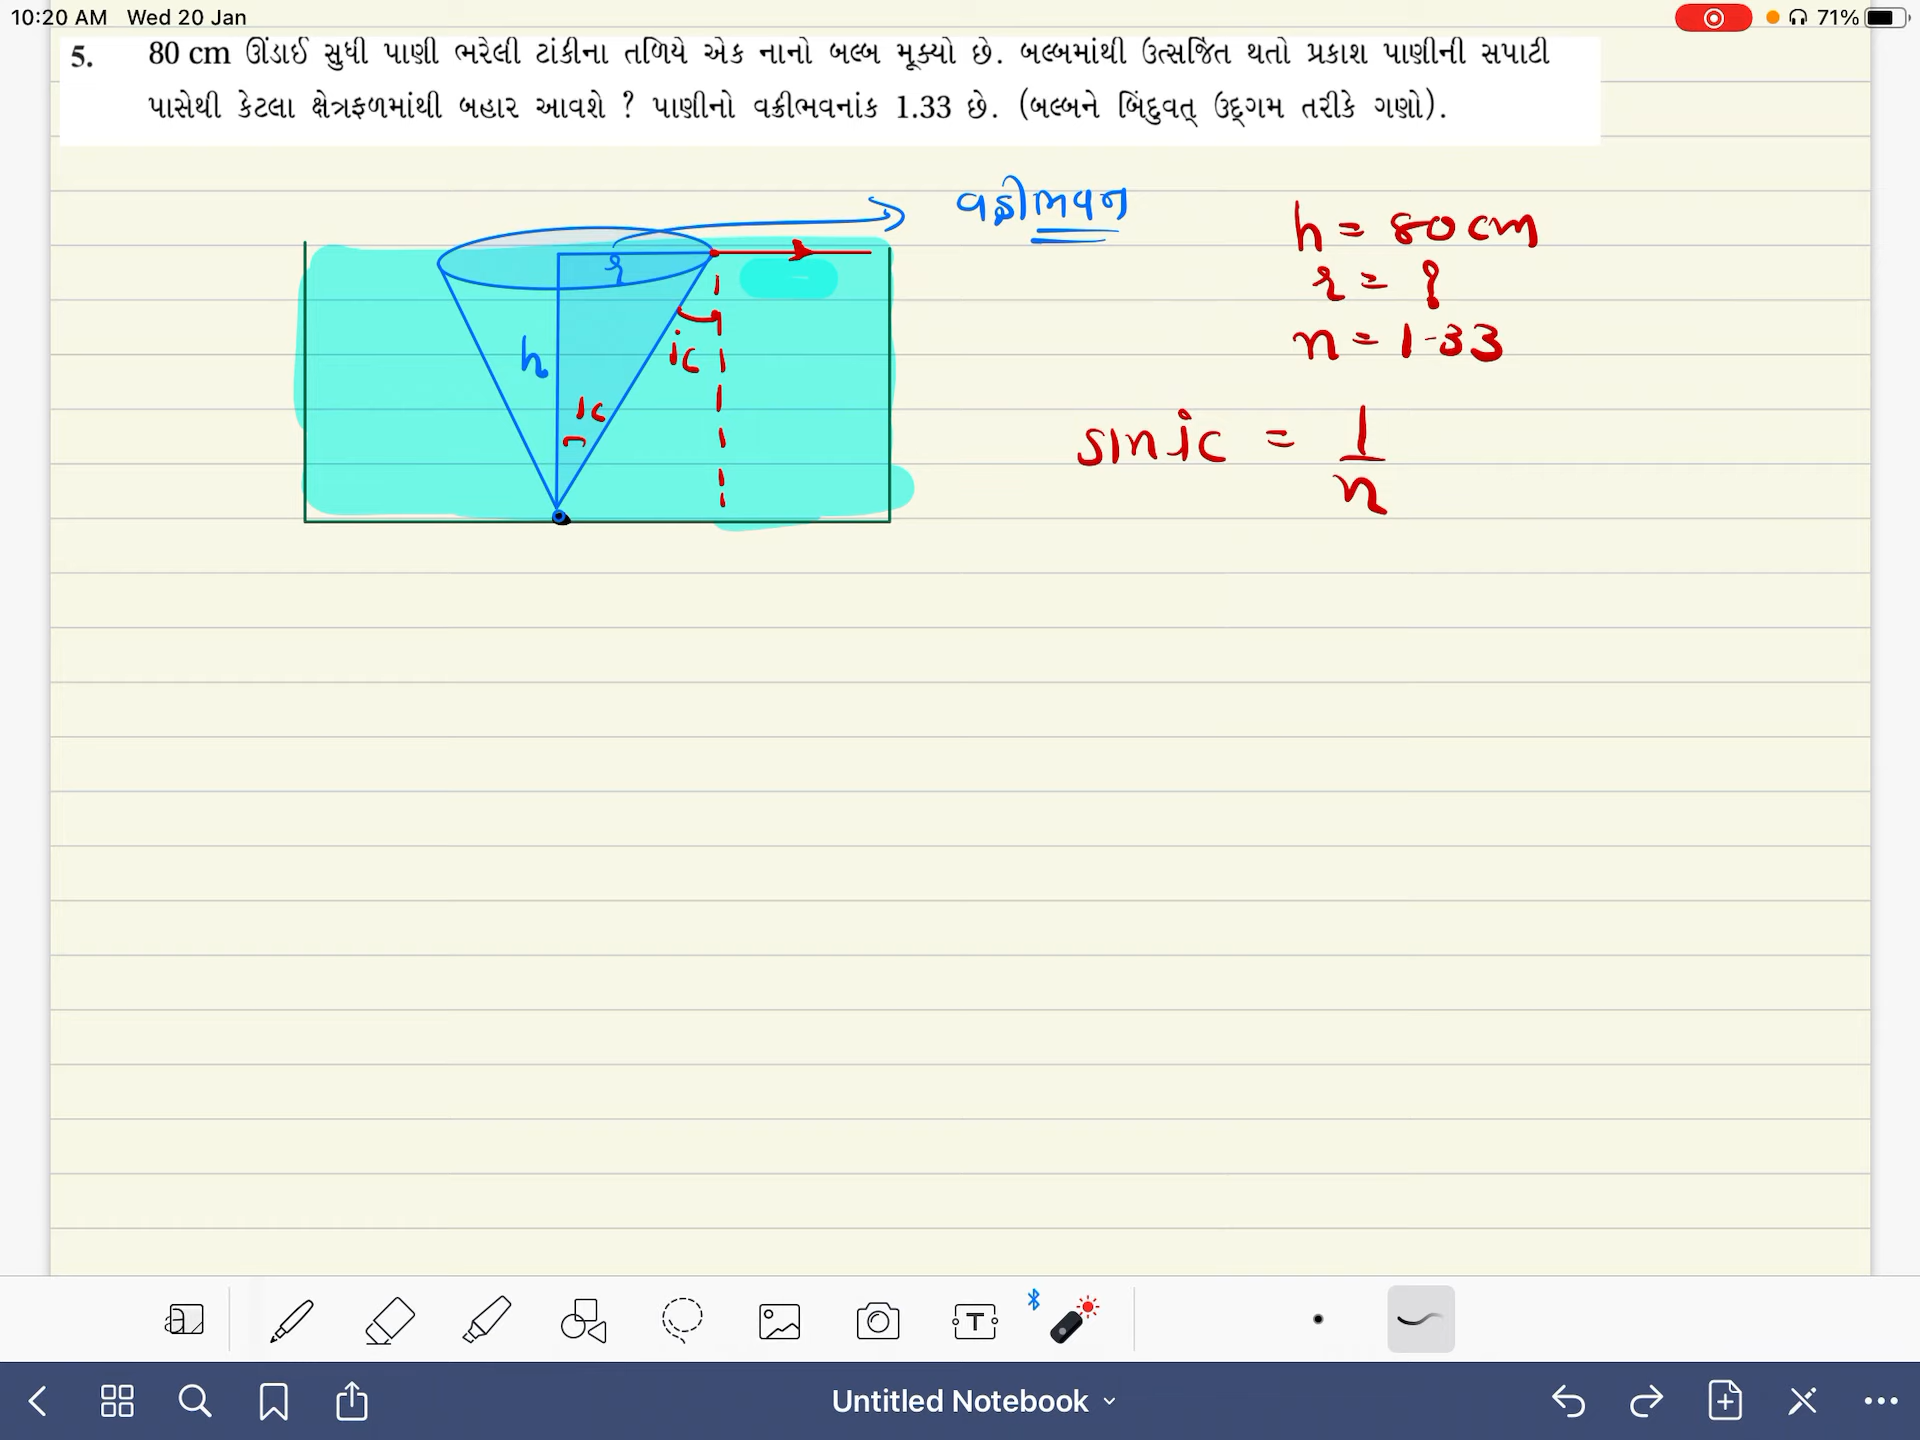 10:20 AM Wed 20 Jan
71%
5. 80 cm ઊંડાઈ સુધી પાણી ભરેલી ટાંકીના તળિયે એક નાનો બલ્બ મૂક્યો છે. બલ્બમાંથી ઉત્સર્જિત થતો પ્રકાશ પાણીની સપાટી
પાસેથી કેટલા ક્ષેત્રફળમાંથી બહાર આવશે ? પાણીનો વક્રીભવનાંક 1.33 છે. (બલ્બને બિંદુવત્ ઉદ્ગમ તરીકે ગણો).
વક્રીભવન
h = 80 cm
r = ?
n = 1.33
r
h
ic
ic
sin ic = 1/n
T
Untitled Notebook